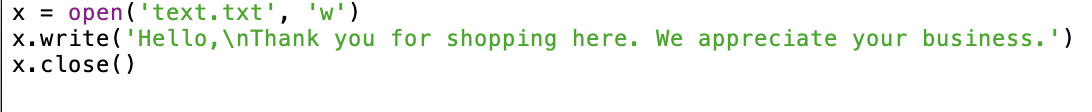 x = open('text.txt', 'w')
x.write('Hello,\nThank you for shopping here. We appreciate your business.')
x.close()